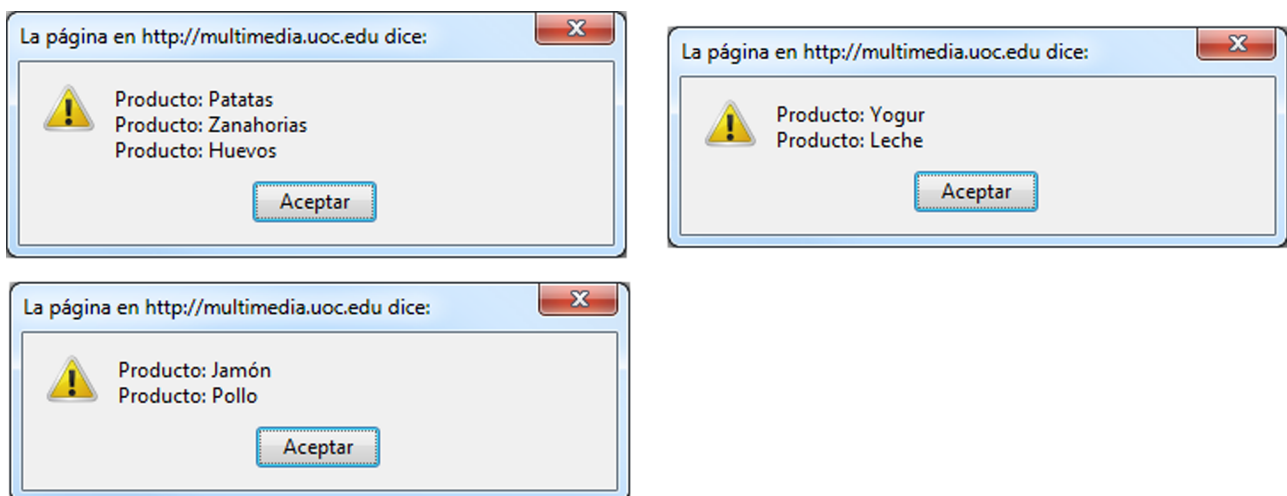 La página en http://multimedia.uoc.edu dice:
Producto: Patatas
Producto: Zanahorias
Producto: Huevos
Aceptar
La página en http://multimedia.uoc.edu dice:
Producto: Yogur
Producto: Leche
Aceptar
La página en http://multimedia.uoc.edu dice:
Producto: Jamón
Producto: Pollo
Aceptar